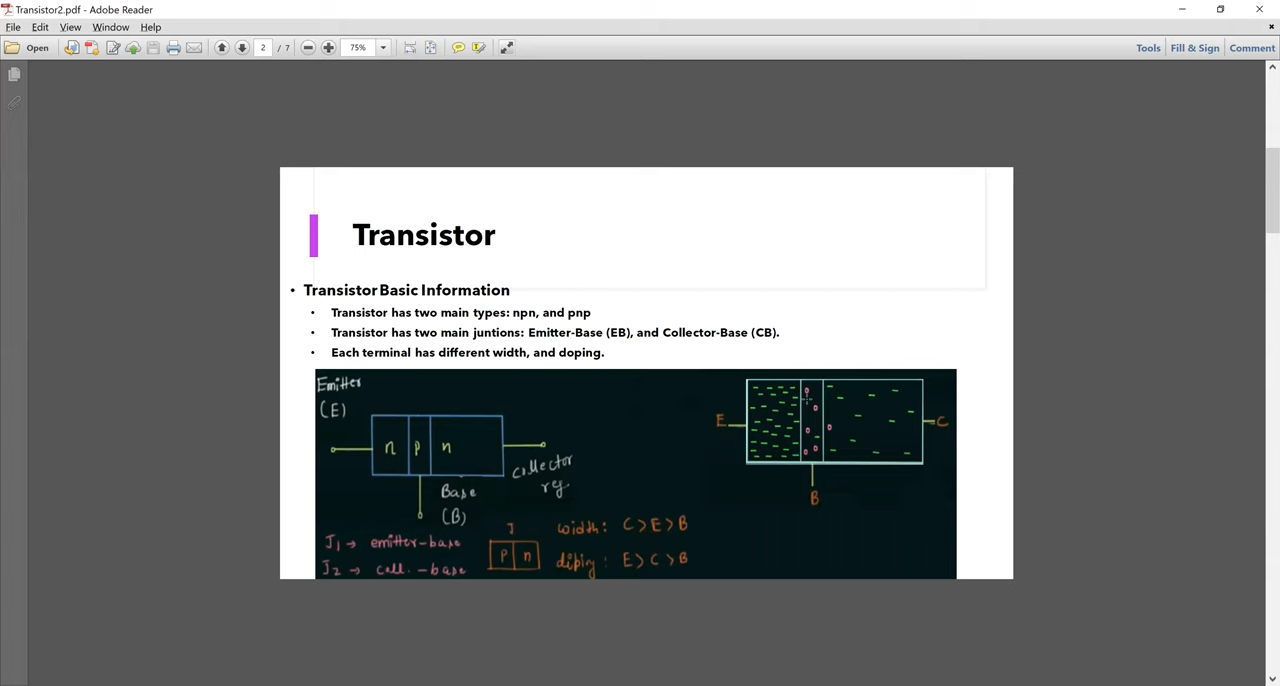 Transistor2.pdf - Adobe Reader
File Edit View Window Help
Open 2 / 7 75% Tools Fill & Sign Comment
Transistor
• Transistor Basic Information
• Transistor has two main types: npn, and pnp
• Transistor has two main juntions: Emitter-Base (EB), and Collector-Base (CB).
• Each terminal has different width, and doping.
Emitter
(E)
n p n
collector
reg.
Base
(B)
J1 → emitter-base
J2 → coll. -base
J
p n
width: C > E > B
diping: E > C > B
E
C
B